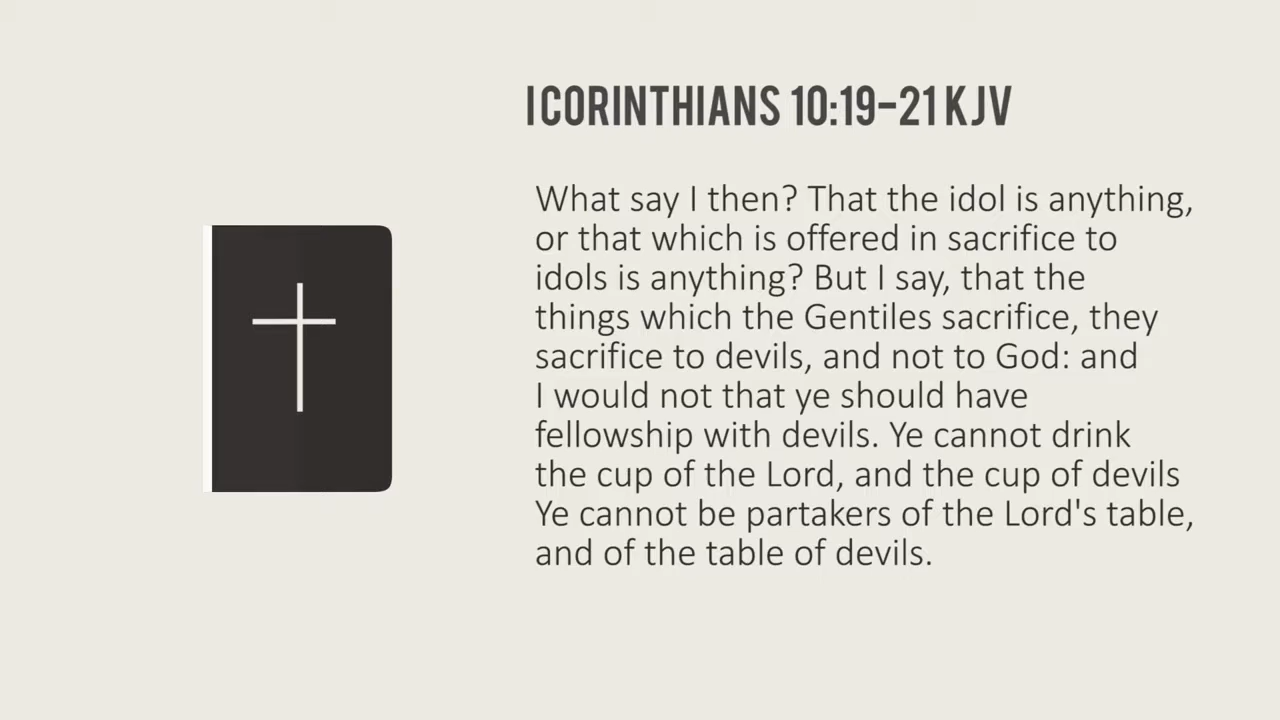 I CORINTHIANS 10:19-21 KJV
What say I then? That the idol is anything,
or that which is offered in sacrifice to
idols is anything? But I say, that the
things which the Gentiles sacrifice, they
sacrifice to devils, and not to God: and
I would not that ye should have
fellowship with devils. Ye cannot drink
the cup of the Lord, and the cup of devils
Ye cannot be partakers of the Lord's table,
and of the table of devils.